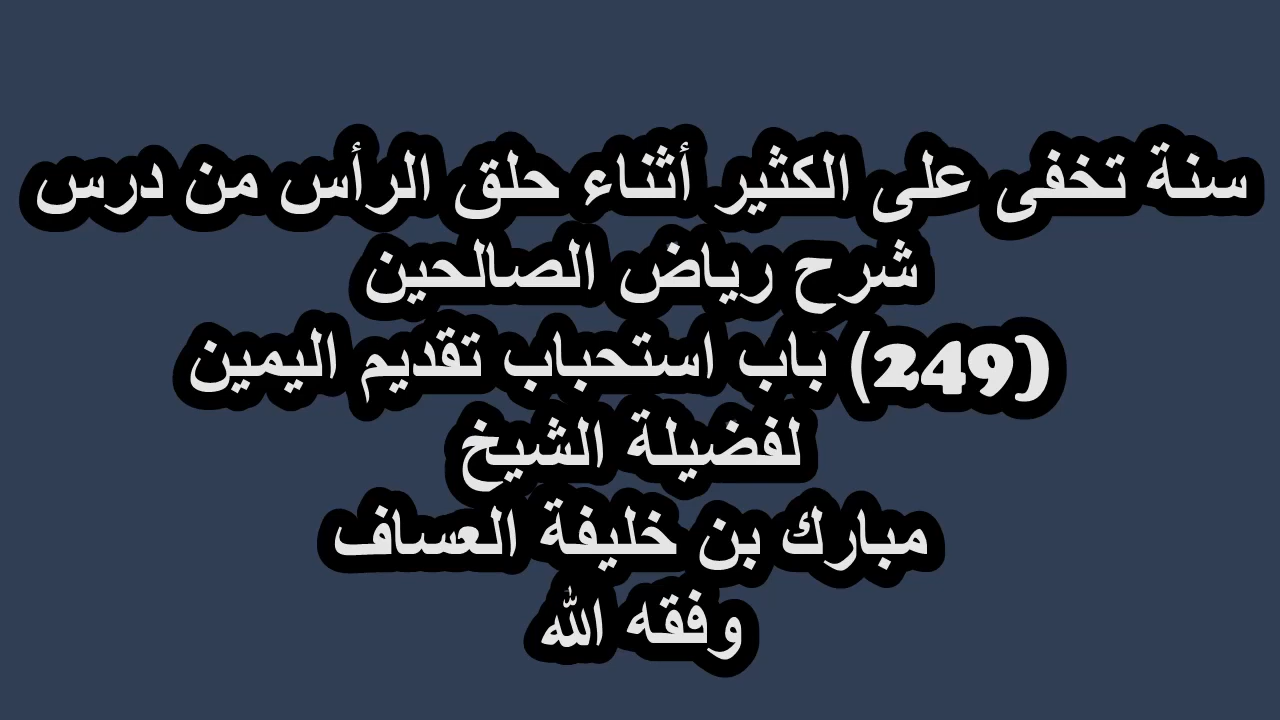 سنة تخفى على الكثير أثناء حلق الرأس من درس
شرح رياض الصالحين
(249) باب استحباب تقديم اليمين
لفضيلة الشيخ
مبارك بن خليفة العساف
وفقه الله